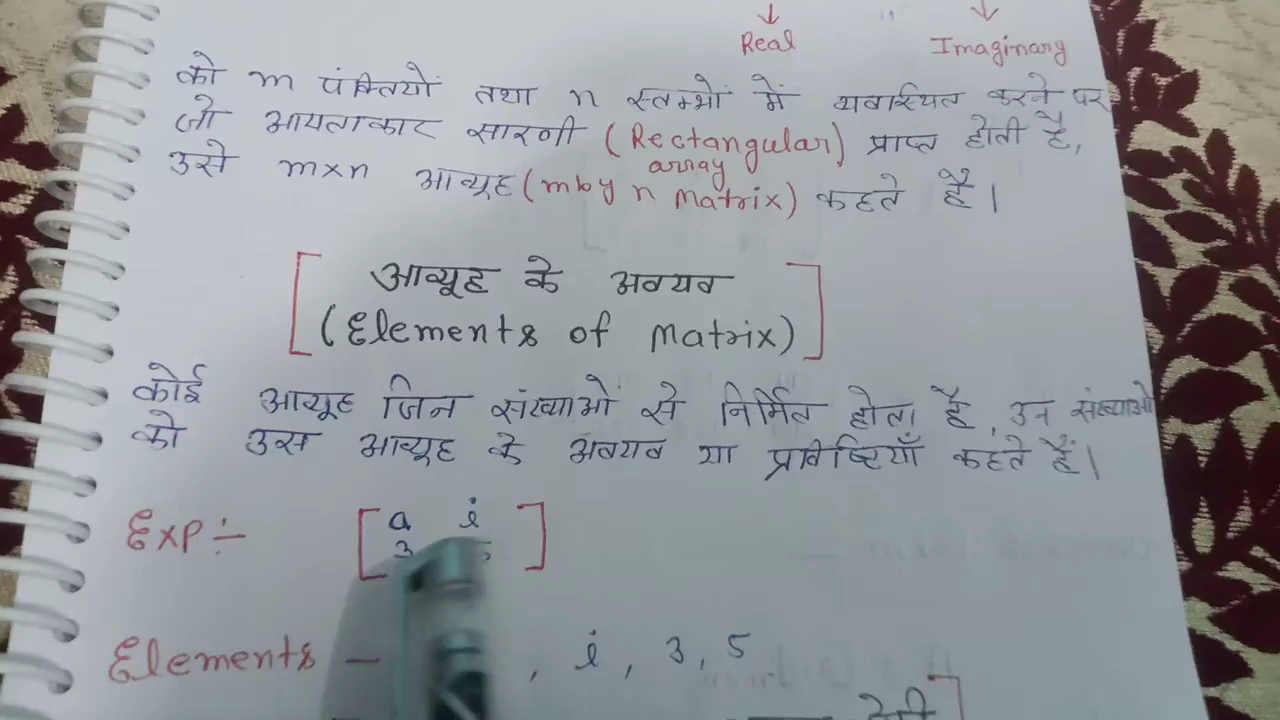 ↓ ↓
Real Imaginary
को m पंक्तियों तथा n स्तम्भों में व्यवस्थित करने पर
जो आयताकार सारणी (Rectangular array) प्राप्त होती है,
उसे m×n आव्यूह (m by n matrix) कहते है।
[ आव्यूह के अवयव
(Elements of matrix) ]
कोई आव्यूह जिन संख्याओं से निर्मित होता है, उन संख्याओ
को उस आव्यूह के अवयव या प्रविष्टियाँ कहते हैं।
Exp:- [ a i
3 ]
Elements - , i, 3, 5